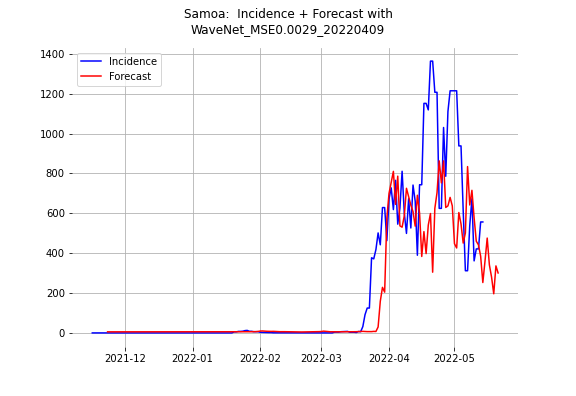 Samoa:  Incidence + Forecast with
WaveNet_MSE0.0029_20220409
Incidence
Forecast
1400
1200
1000
800
600
400
200
0
2021-12 2022-01 2022-02 2022-03 2022-04 2022-05